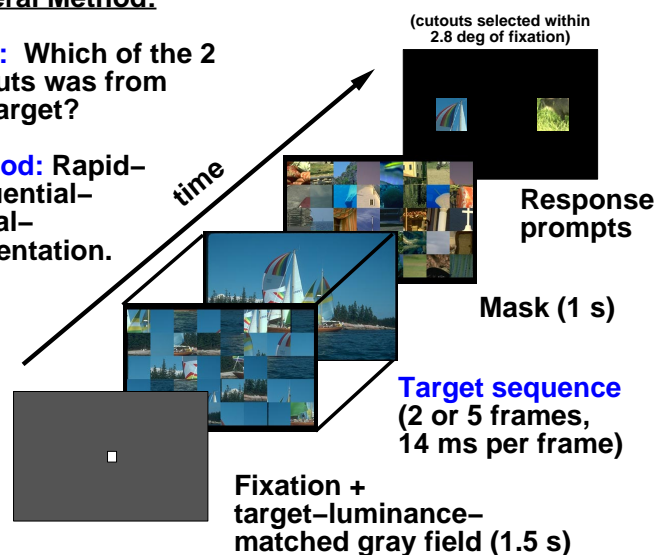 eral Method:
(cutouts selected within
2.8 deg of fixation)
: Which of the 2
uts was from
arget?
od: Rapid–
uential–
al–
entation.
time
Response
prompts
Mask (1 s)
Target sequence
(2 or 5 frames,
14 ms per frame)
Fixation +
target–luminance–
matched gray field (1.5 s)